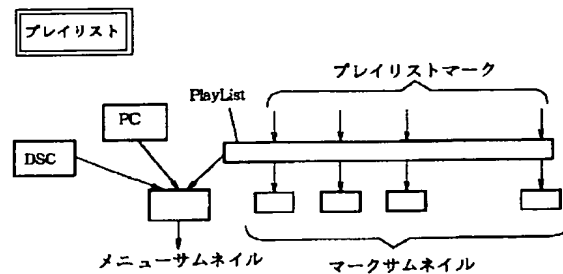 プレイリスト
プレイリストマーク
PlayList
PC
DSC
メニューサムネイル
マークサムネイル